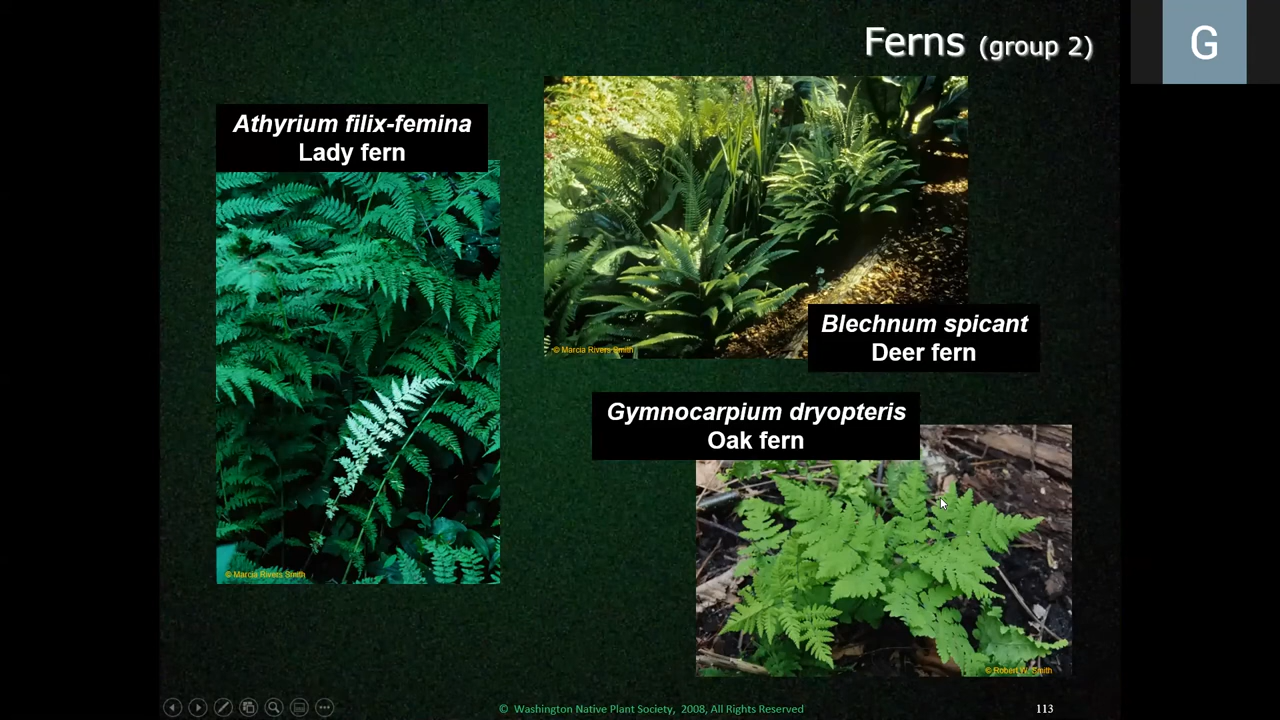 Ferns (group 2)
G
Athyrium filix-femina
Lady fern
© Marcia Rivers Smith
Blechnum spicant
Deer fern
© Marcia Rivers Smith
Gymnocarpium dryopteris
Oak fern
© Robert W. Smith
© Washington Native Plant Society, 2008, All Rights Reserved
113